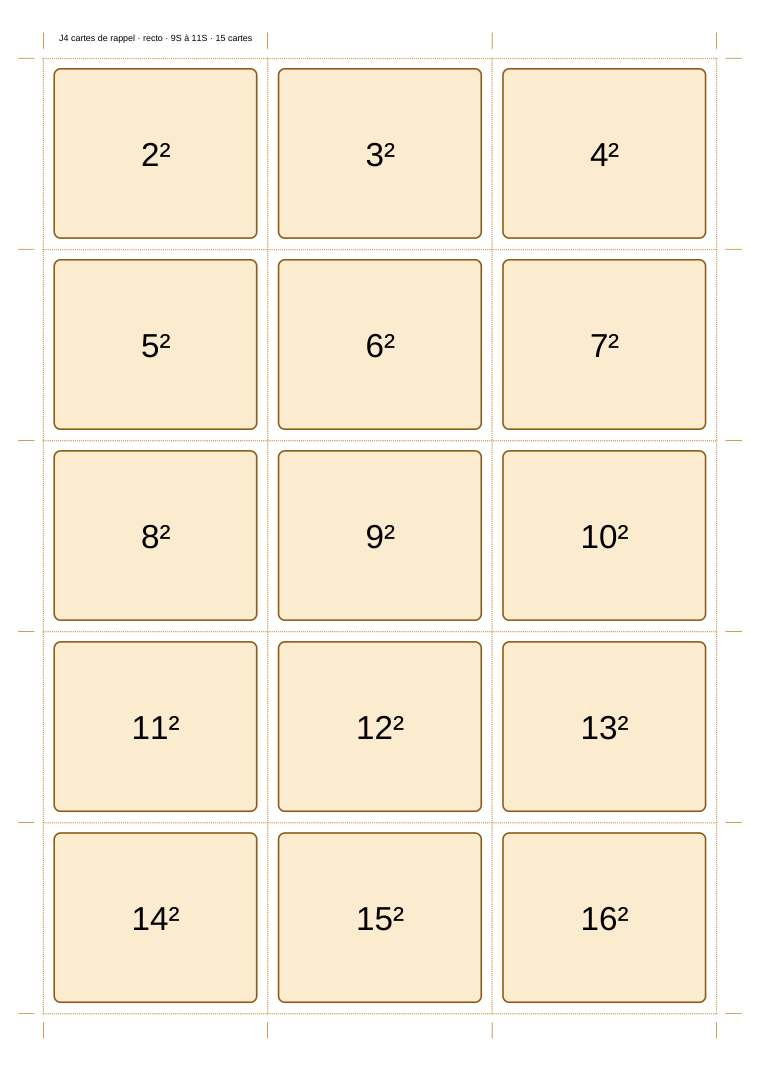 J4 cartes de rappel · recto · 9S à 11S · 15 cartes
2² 3² 4²
5² 6² 7²
8² 9² 10²
11² 12² 13²
14² 15² 16²